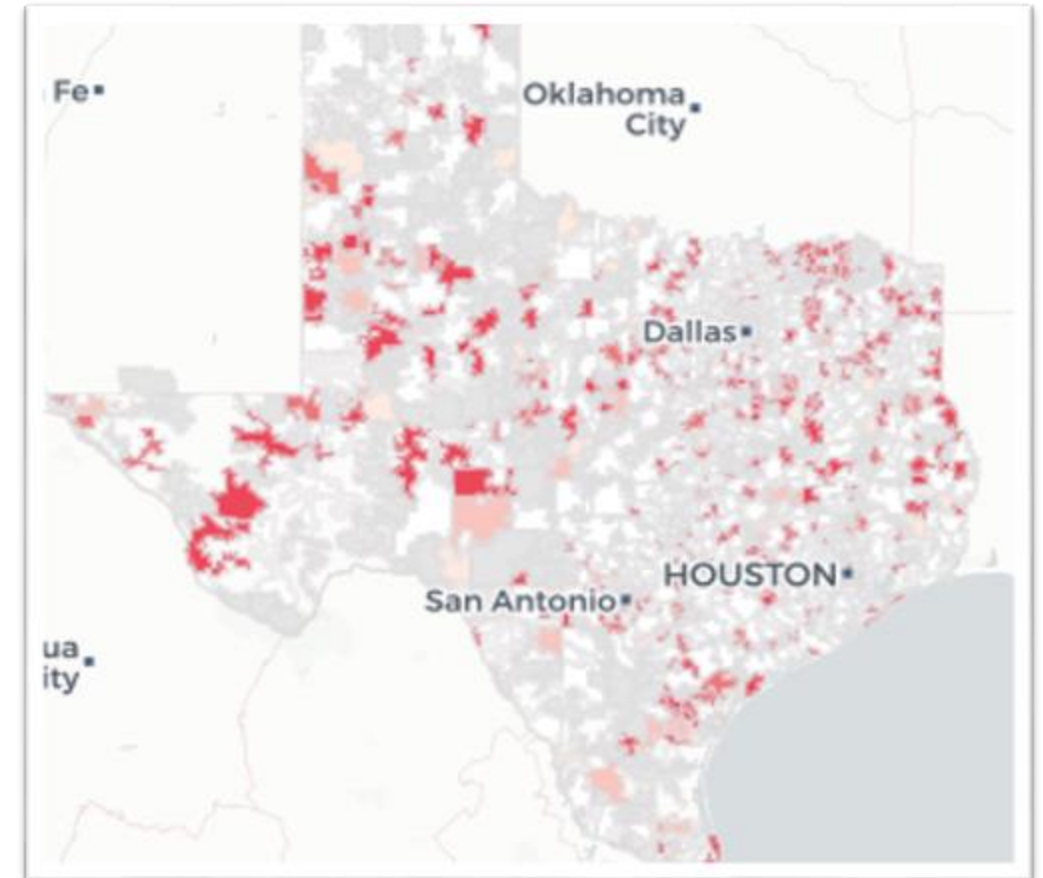 Fe
Oklahoma
City
Dallas
HOUSTON
San Antonio
ua
ity